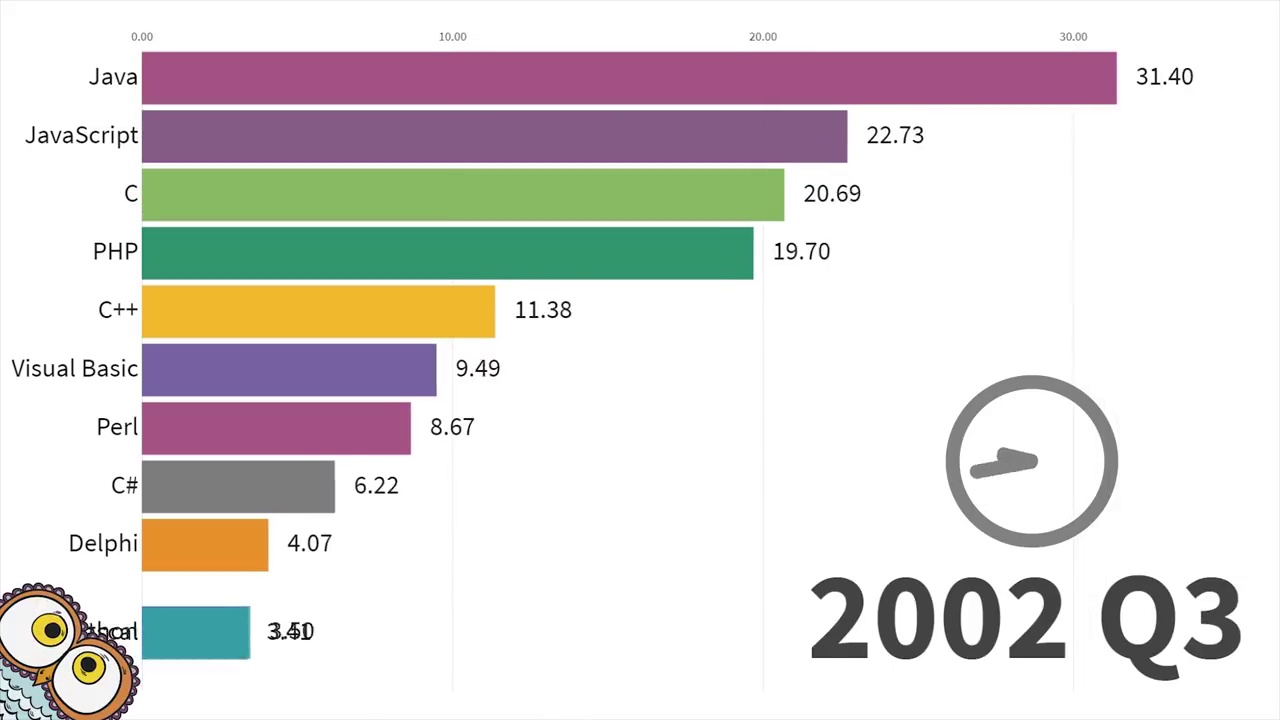 0.00 10.00 20.00 30.00
Java 31.40
JavaScript 22.73
C 20.69
PHP 19.70
C++ 11.38
Visual Basic 9.49
Perl 8.67
C# 6.22
Delphi 4.07
2002 Q3